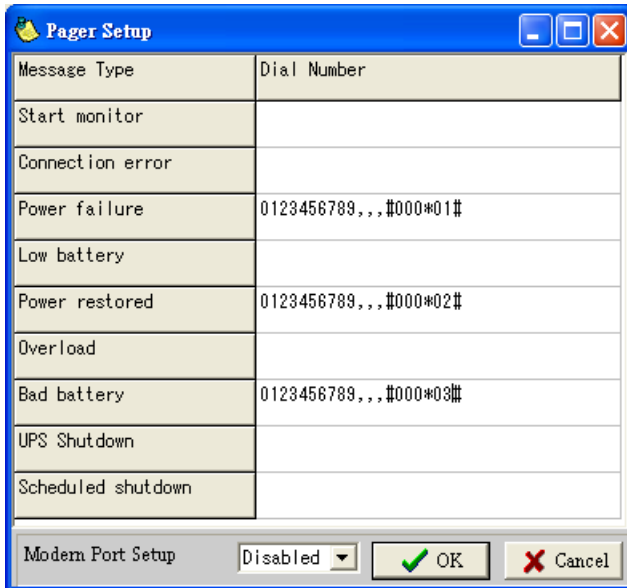 Pager Setup
Message Type Dial Number
Start monitor
Connection error
Power failure 0123456789,,,#000*01#
Low battery
Power restored 0123456789,,,#000*02#
Overload
Bad battery 0123456789,,,#000*03#
UPS Shutdown
Scheduled shutdown
Modem Port Setup Disabled OK Cancel